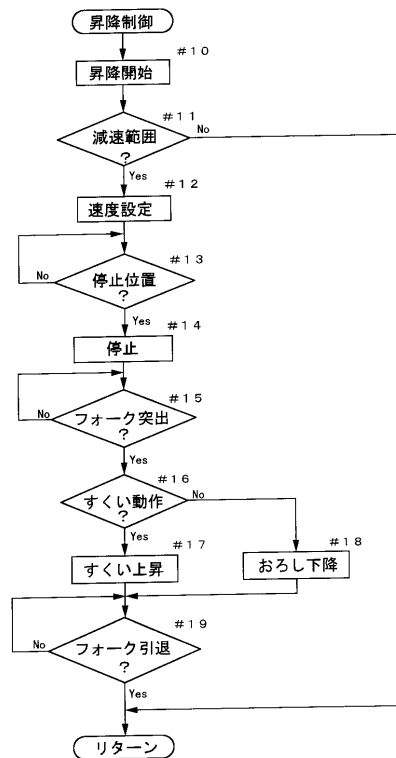 昇降制御
#10
昇降開始
#11
減速範囲
?
No
Yes
#12
速度設定
#13
停止位置
?
No
Yes
#14
停止
#15
フォーク突出
?
No
Yes
#16
すくい動作
?
No
Yes
#17
すくい上昇
#18
おろし下降
#19
フォーク引退
?
No
Yes
リターン